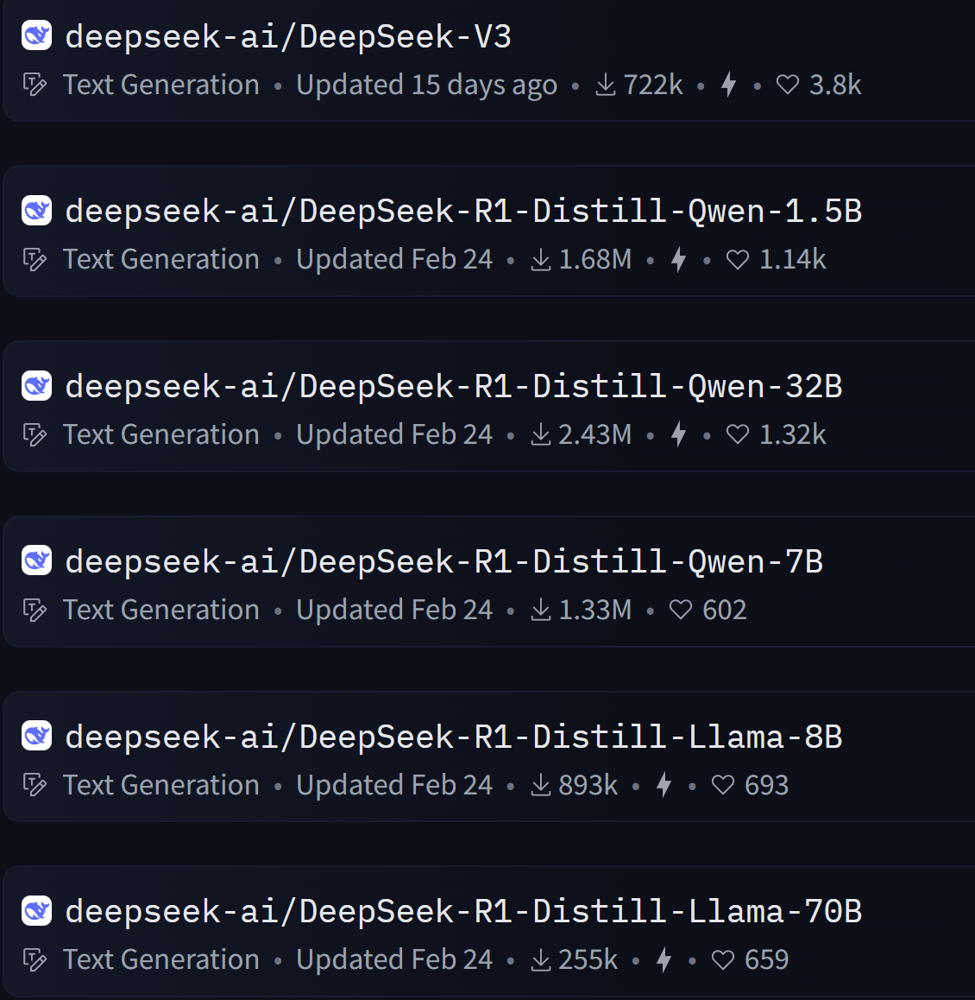 deepseek-ai/DeepSeek-V3
Text Generation • Updated 15 days ago • 722k • • 3.8k
deepseek-ai/DeepSeek-R1-Distill-Qwen-1.5B
Text Generation • Updated Feb 24 • 1.68M • • 1.14k
deepseek-ai/DeepSeek-R1-Distill-Qwen-32B
Text Generation • Updated Feb 24 • 2.43M • • 1.32k
deepseek-ai/DeepSeek-R1-Distill-Qwen-7B
Text Generation • Updated Feb 24 • 1.33M • 602
deepseek-ai/DeepSeek-R1-Distill-Llama-8B
Text Generation • Updated Feb 24 • 893k • • 693
deepseek-ai/DeepSeek-R1-Distill-Llama-70B
Text Generation • Updated Feb 24 • 255k • • 659